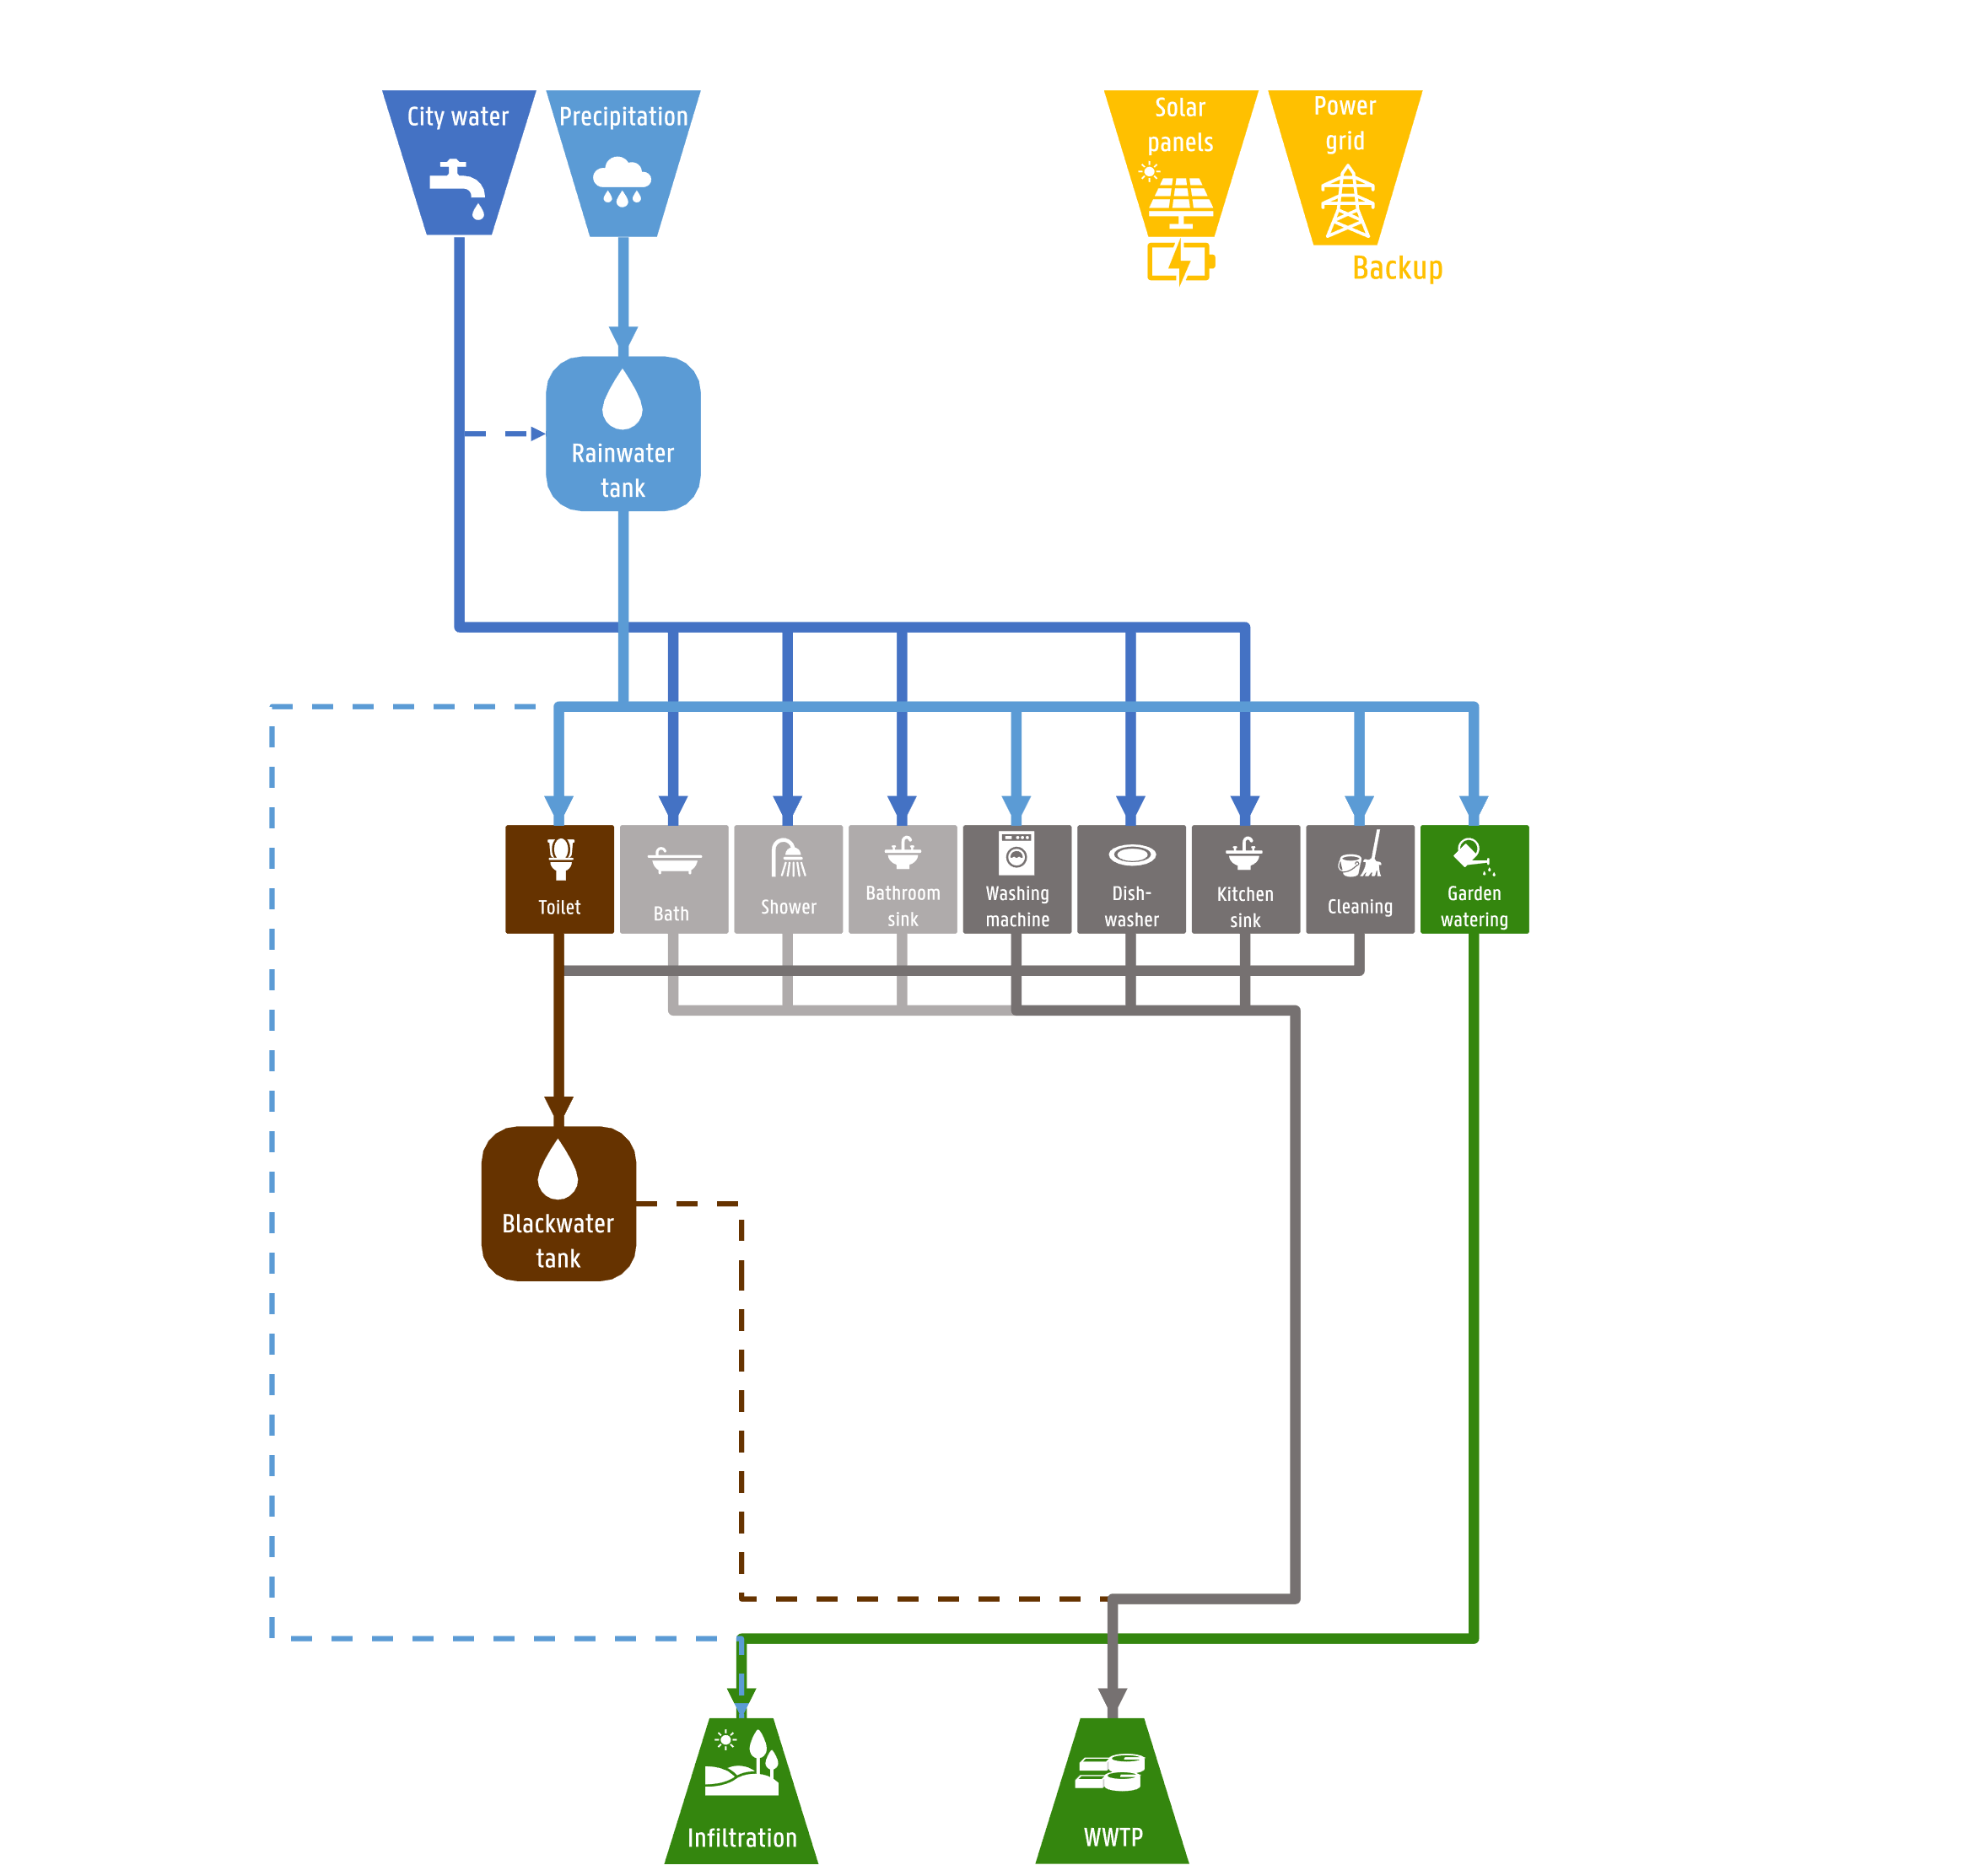 City water
Precipitation
Solar
panels
Power
grid
Backup
Rainwater
tank
Toilet
Bath
Shower
Bathroom
sink
Washing
machine
Dish-
washer
Kitchen
sink
Cleaning
Garden
watering
Blackwater
tank
Infiltration
WWTP